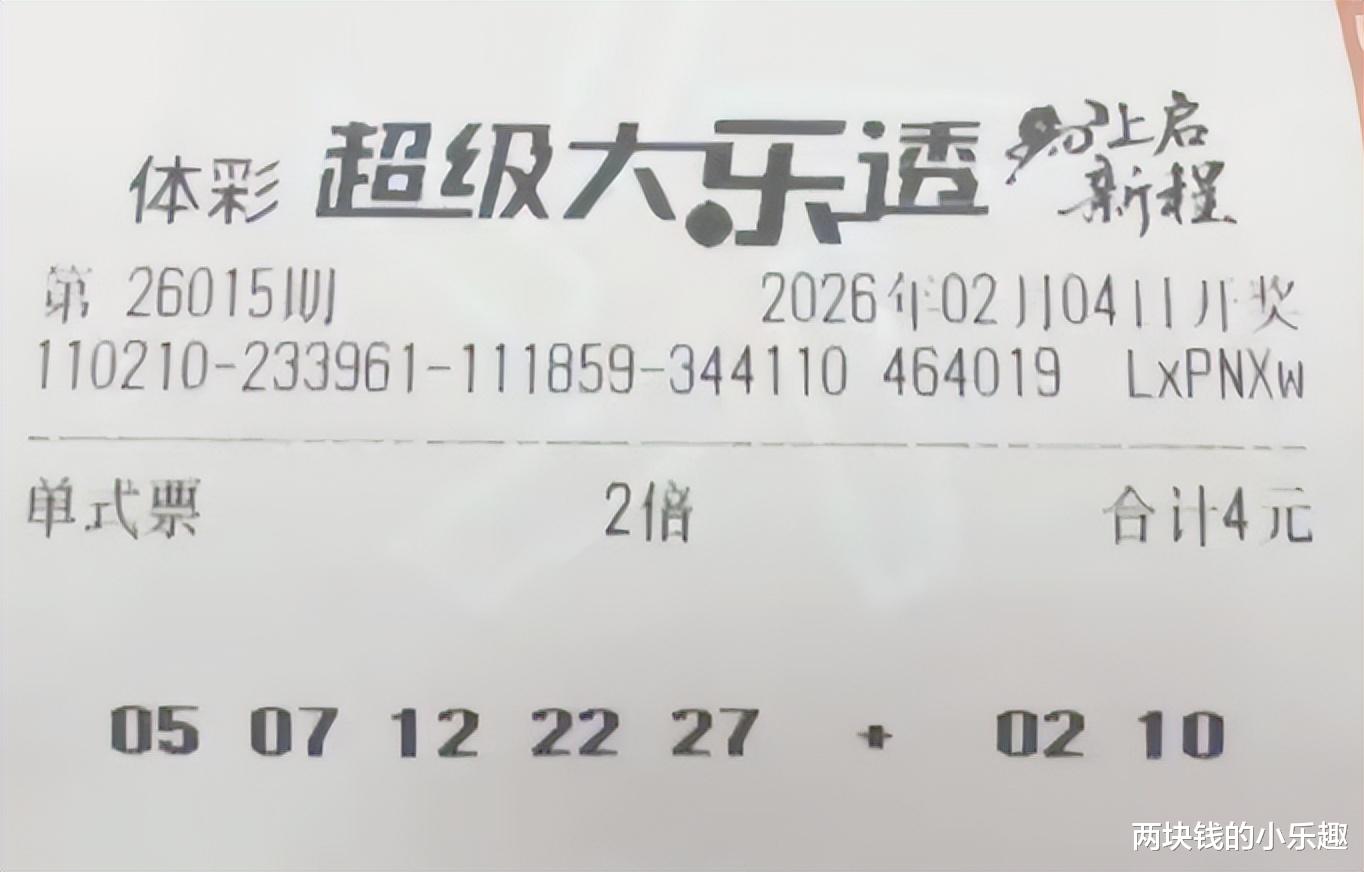 体彩 超级大乐透 马上启
新程
第 26015期 2026年02月04日开奖
110210-233961-111859-344110 464019 LxPNXw
单式票 2倍 合计4元
05 07 12 22 27 + 02 10
两块钱的小乐趣